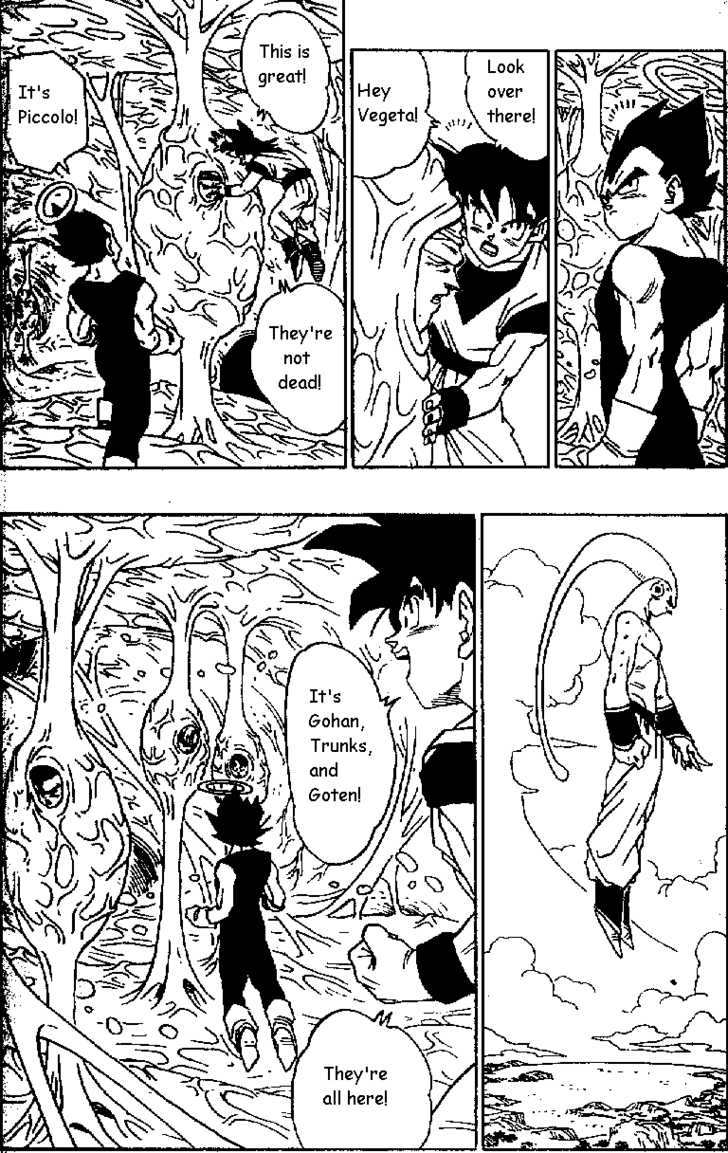 It's
Piccolo!
This is
great!
They're
not
dead!
Hey
Vegeta!
Look
over
there!
It's
Gohan,
Trunks,
and
Goten!
They're
all here!